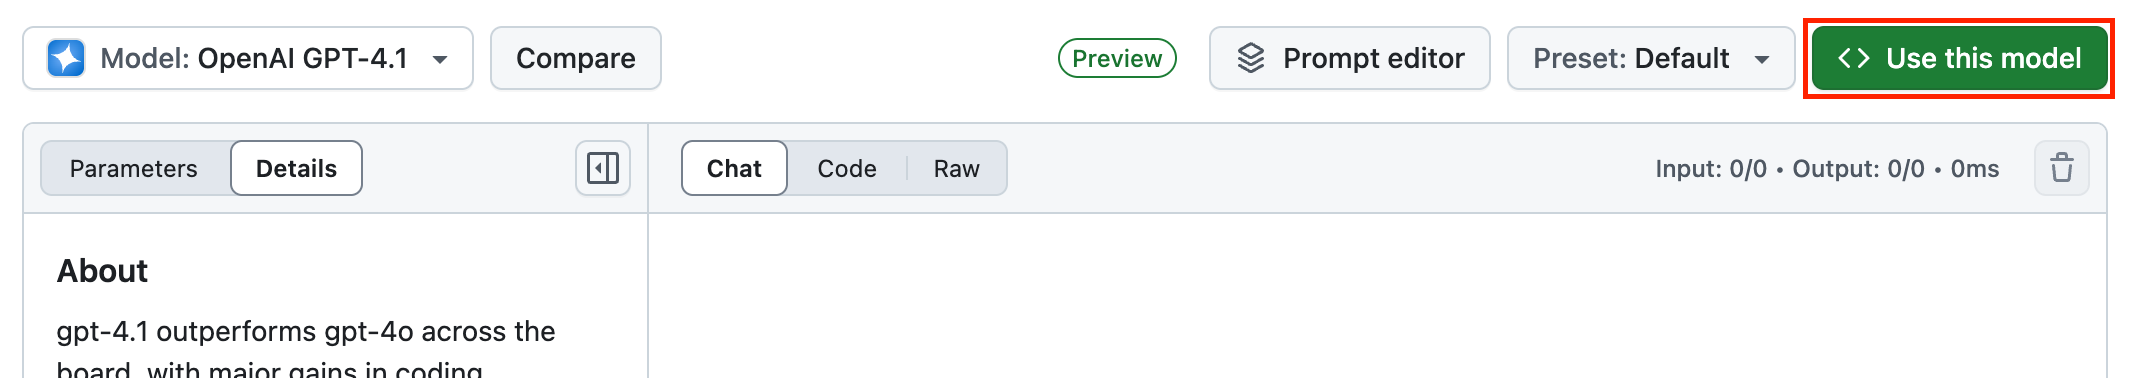 Model: OpenAI GPT-4.1 Compare Preview Prompt editor Preset: Default Use this model
Parameters Details Chat Code Raw Input: 0/0 • Output: 0/0 • 0ms
About
gpt-4.1 outperforms gpt-4o across the
board, with major gains in coding,